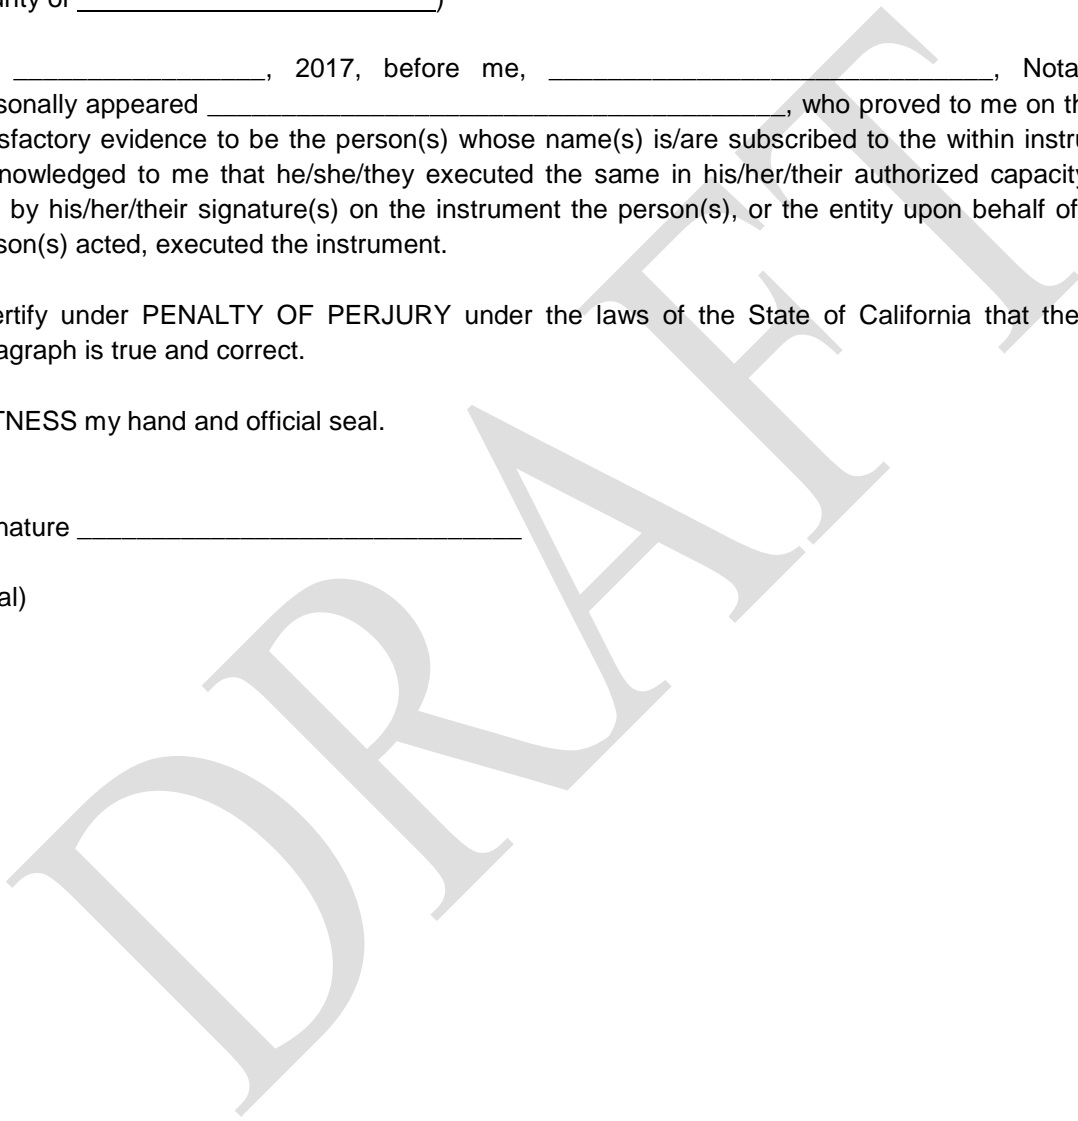 unty of ________________________)
_________________, 2017, before me, ______________________________, Nota
sonally appeared _______________________________________, who proved to me on th
sfactory evidence to be the person(s) whose name(s) is/are subscribed to the within instru
nowledged to me that he/she/they executed the same in his/her/their authorized capacity
by his/her/their signature(s) on the instrument the person(s), or the entity upon behalf of
son(s) acted, executed the instrument.
ertify under PENALTY OF PERJURY under the laws of the State of California that the
agraph is true and correct.
TNESS my hand and official seal.
nature ______________________________
al)
DRAFT